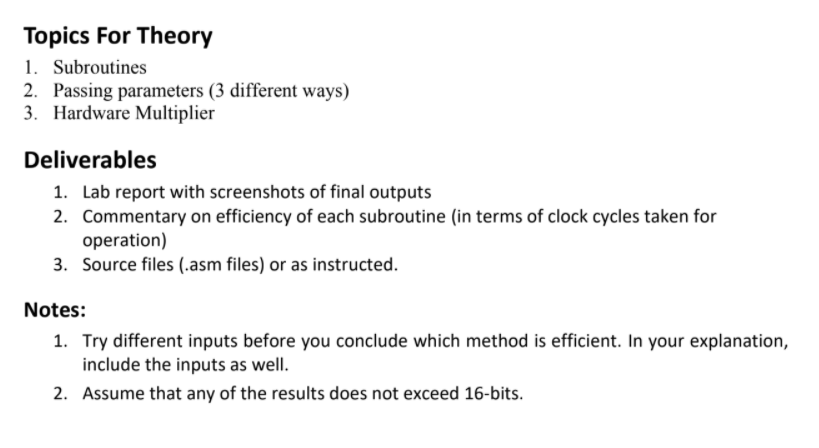 Topics For Theory
1. Subroutines
2. Passing parameters (3 different ways)
3. Hardware Multiplier
Deliverables
1. Lab report with screenshots of final outputs
2. Commentary on efficiency of each subroutine (in terms of clock cycles taken for
operation)
3. Source files (.asm files) or as instructed.
Notes:
1. Try different inputs before you conclude which method is efficient. In your explanation,
include the inputs as well.
2. Assume that any of the results does not exceed 16-bits.